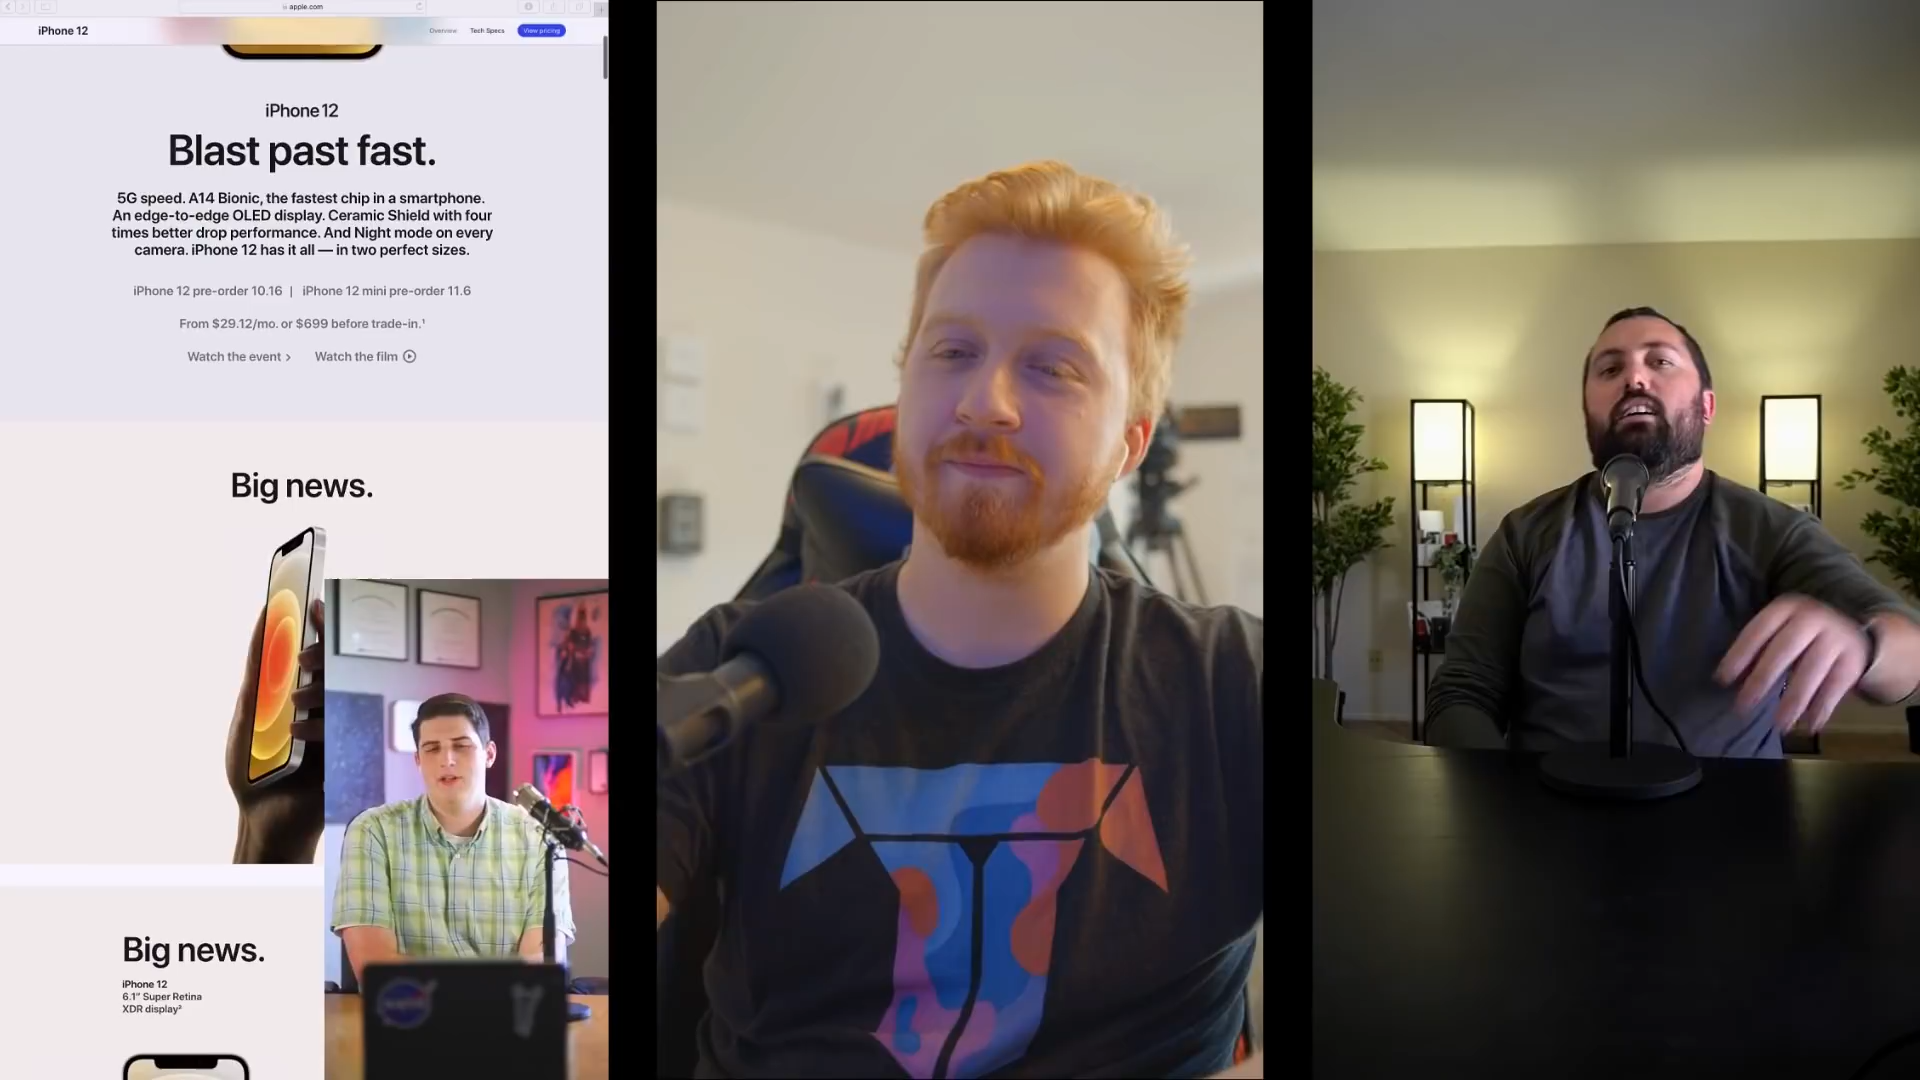 apple.com
iPhone 12
Overview
Tech Specs
View pricing
iPhone 12
Blast past fast.
5G speed. A14 Bionic, the fastest chip in a smartphone.
An edge-to-edge OLED display. Ceramic Shield with four
times better drop performance. And Night mode on every
camera. iPhone 12 has it all — in two perfect sizes.
iPhone 12 pre-order 10.16 | iPhone 12 mini pre-order 11.6
From $29.12/mo. or $699 before trade-in.¹
Watch the event ›
Watch the film
Big news.
Big news.
iPhone 12
6.1" Super Retina
XDR display²